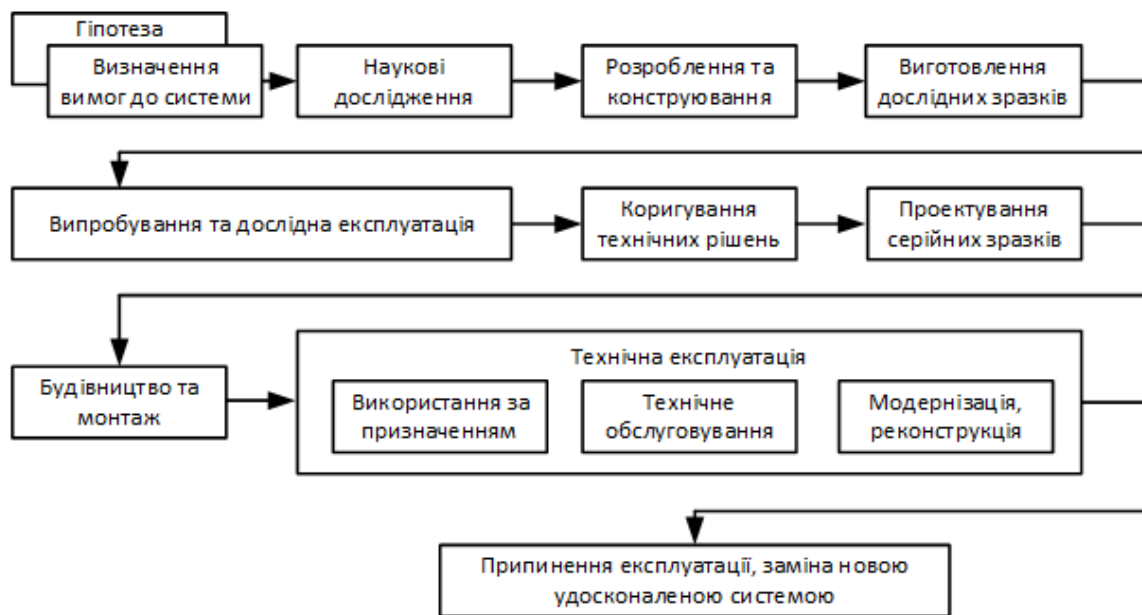 Гіпотеза
Визначення
вимог до системи
Наукові
дослідження
Розроблення та
конструювання
Виготовлення
дослідних зразків
Випробування та дослідна експлуатація
Коригування
технічних рішень
Проектування
серійних зразків
Будівництво та
монтаж
Технічна експлуатація
Використання за
призначенням
Технічне
обслуговування
Модернізація,
реконструкція
Припинення експлуатації, заміна новою
удосконаленою системою